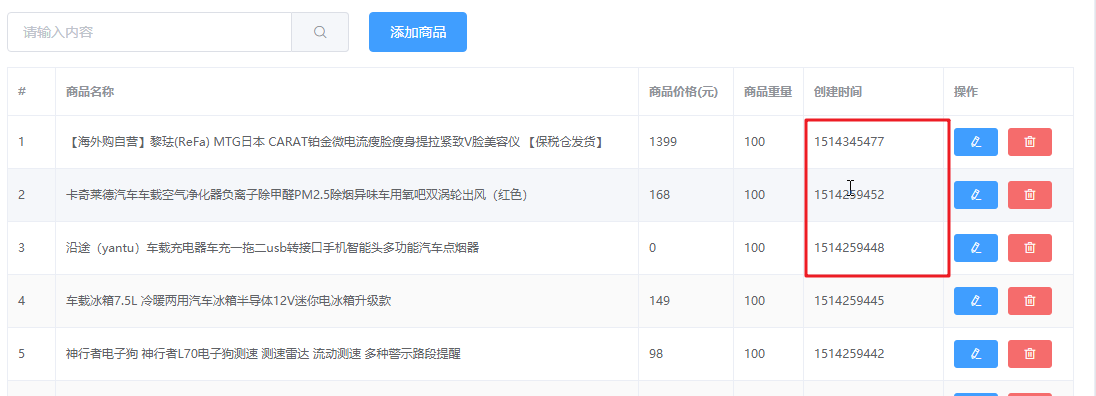 请输入内容 添加商品
# 商品名称 商品价格(元) 商品重量 创建时间 操作
1 【海外购自营】黎珐(ReFa) MTG日本 CARAT铂金微电流瘦脸瘦身提拉紧致V脸美容仪 【保税仓发货】 1399 100 1514345477
2 卡奇莱德汽车车载空气净化器负离子除甲醛PM2.5除烟异味车用氧吧双涡轮出风（红色） 168 100 1514259452
3 沿途（yantu）车载充电器车充一拖二usb转接口手机智能头多功能汽车点烟器 0 100 1514259448
4 车载冰箱7.5L 冷暖两用汽车冰箱半导体12V迷你电冰箱升级款 149 100 1514259445
5 神行者电子狗 神行者L70电子狗测速 测速雷达 流动测速 多种警示路段提醒 98 100 1514259442